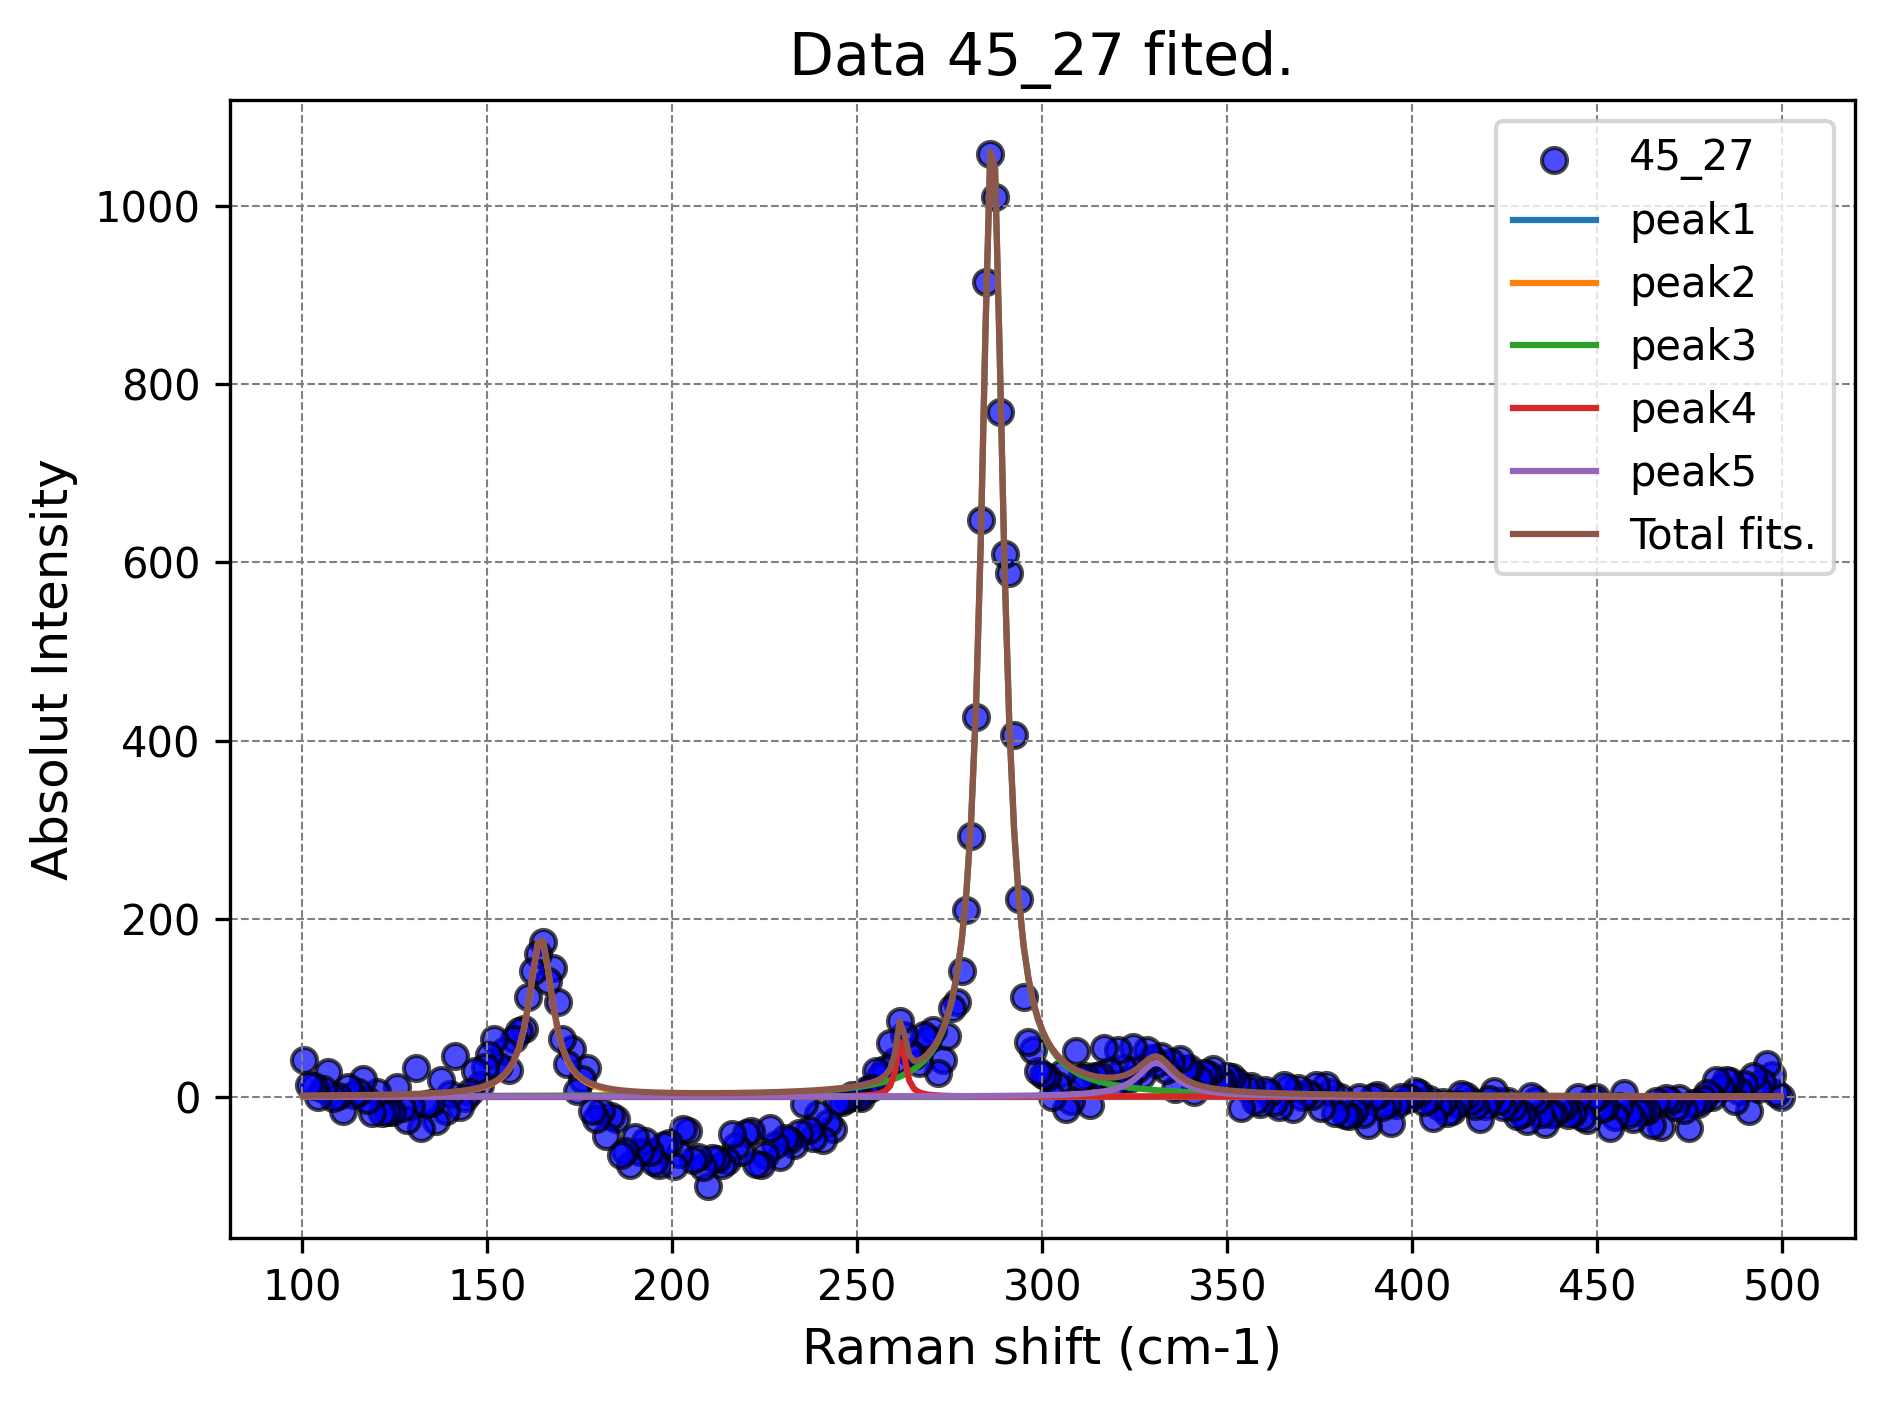 Data 45_27 fited.
45_27
peak1
peak2
peak3
peak4
peak5
Total fits.
Absolut Intensity
1000
800
600
400
200
0
100 150 200 250 300 350 400 450 500
Raman shift (cm-1)